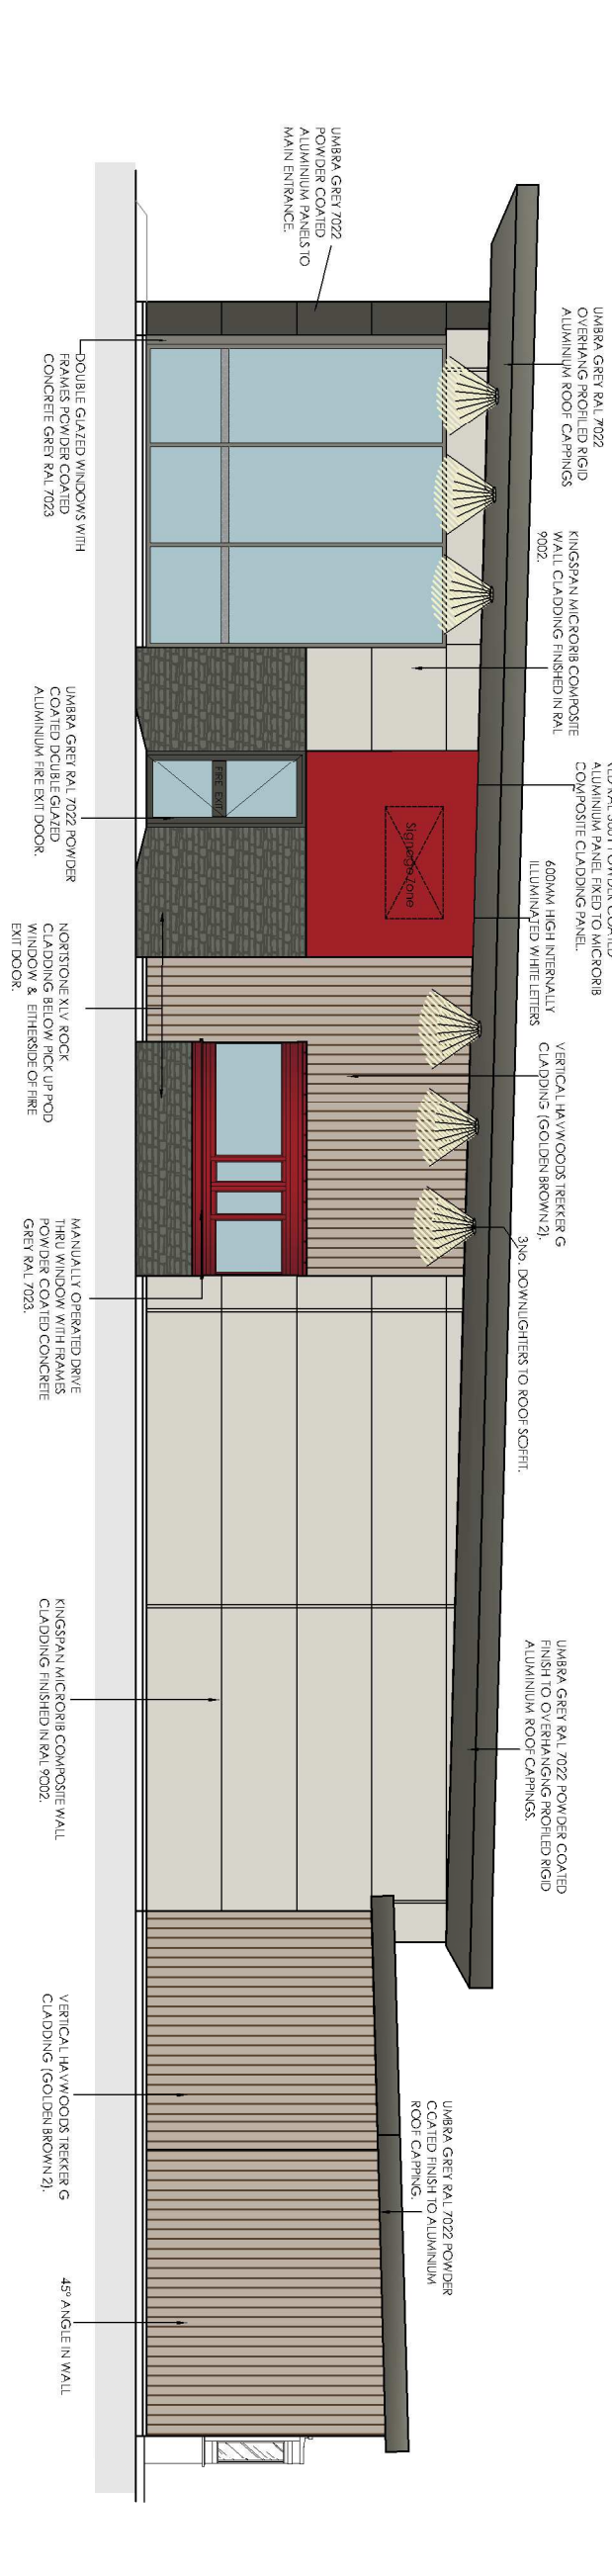 UMBRA GREY 7022
POWDER COATED
ALUMINIUM PANELS TO
MAIN ENTRANCE.
UMBRA GREY RAL 7022
OVERHANG PROFILED RIGID
ALUMINIUM ROOF CAPPINGS
KINGSPAN MICRORIB COMPOSITE
WALL CLADDING FINISHED IN RAL
9002.
ALUMINIUM PANEL FIXED TO MICRORIB
COMPOSITE CLADDING PANEL.
600MM HIGH INTERNALLY
ILLUMINATED WHITE LETTERS
VERTICAL HAVWOODS TREKKER G
CLADDING (GOLDEN BROWN 2).
3No. DOWNLIGHTERS TO ROOF SOFFIT.
UMBRA GREY RAL 7022 POWDER COATED
FINISH TO OVERHANGNG PROFILED RIGID
ALUMINIUM ROOF CAPPINGS.
UMBRA GREY RAL 7022 POWDER
COATED FINISH TO ALUMINIUM
ROOF CAPPING.
Signage Zone
FIRE EXIT
DOUBLE GLAZED WINDOWS WITH
FRAMES POWDER COATED
CONCRETE GREY RAL 7023
UMBRA GREY RAL 7022 POWDER
COATED DOUBLE GLAZED
ALUMINIUM FIRE EXIT DOOR.
NORTSTONE XLV ROCK
CLADDING BELOW PICK UP POD
WINDOW & EITHERSIDE OF FIRE
EXIT DOOR.
MANUALLY OPERATED DRIVE
THRU WINDOW WITH FRAMES
POWDER COATED CONCRETE
GREY RAL 7023.
KINGSPAN MICRORIB COMPOSITE WALL
CLADDING FINISHED IN RAL 9002.
VERTICAL HAVWOODS TREKKER G
CLADDING (GOLDEN BROWN 2).
45° ANGLE IN WALL